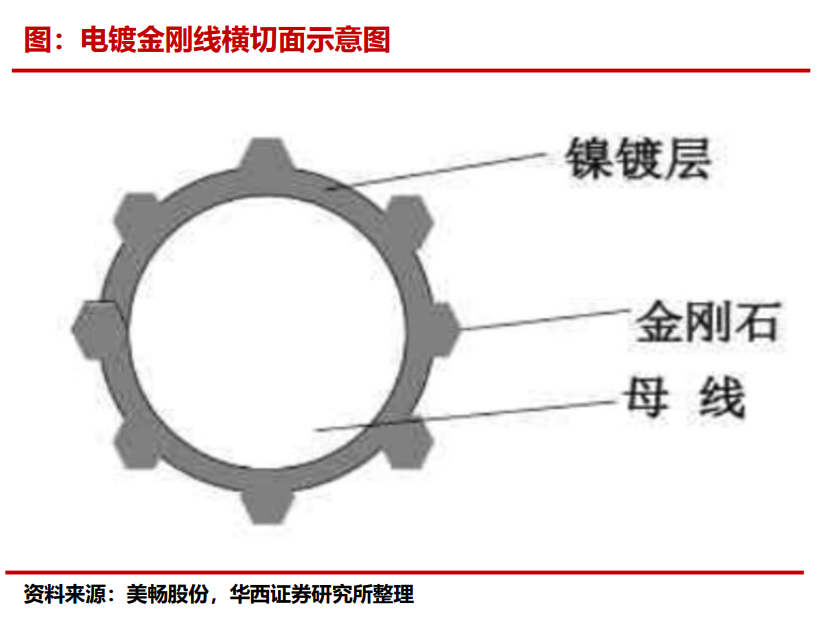 图：电镀金刚线横切面示意图
镍镀层
金刚石
母 线
资料来源：美畅股份，华西证券研究所整理